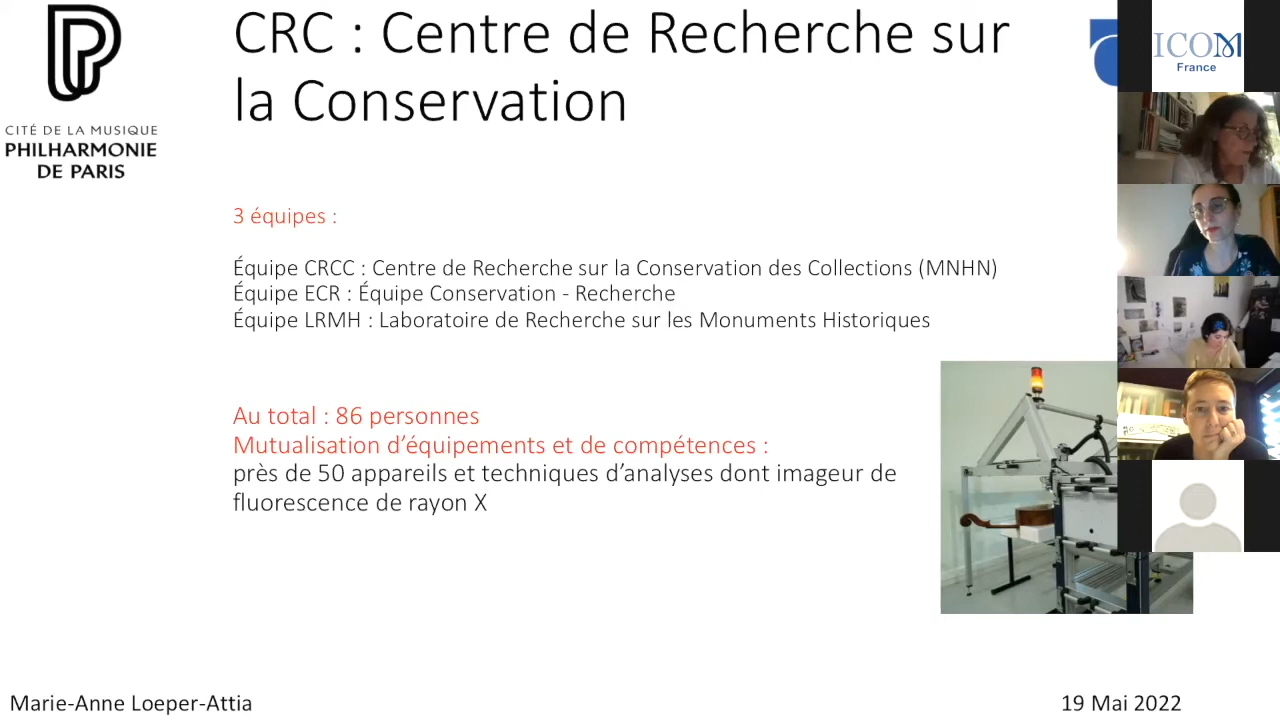 CRC : Centre de Recherche sur
la Conservation
CITÉ DE LA MUSIQUE
PHILHARMONIE
DE PARIS
ICOM
France
3 équipes :
Équipe CRCC : Centre de Recherche sur la Conservation des Collections (MNHN)
Équipe ECR : Équipe Conservation - Recherche
Équipe LRMH : Laboratoire de Recherche sur les Monuments Historiques
Au total : 86 personnes
Mutualisation d’équipements et de compétences :
près de 50 appareils et techniques d’analyses dont imageur de
fluorescence de rayon X
Marie-Anne Loeper-Attia
19 Mai 2022